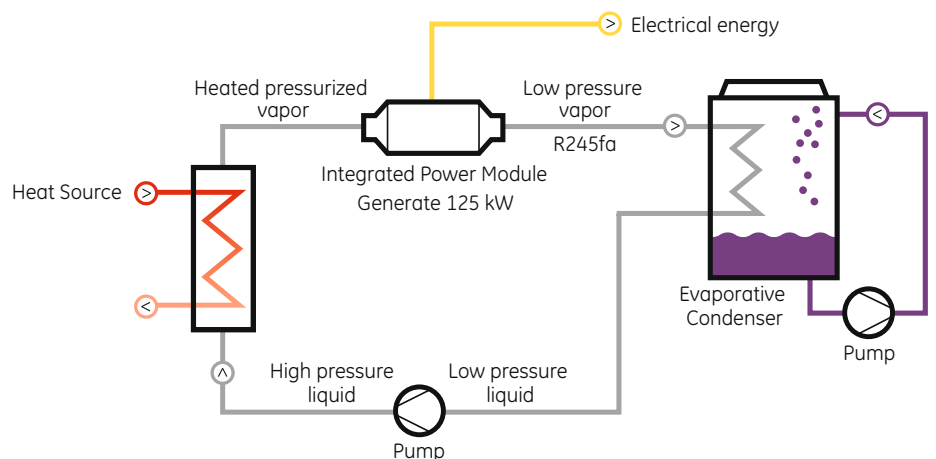 Electrical energy
Heated pressurized
vapor
Low pressure
vapor
R245fa
Heat Source
Integrated Power Module
Generate 125 kW
Evaporative
Condenser
Pump
High pressure
liquid
Low pressure
liquid
Pump